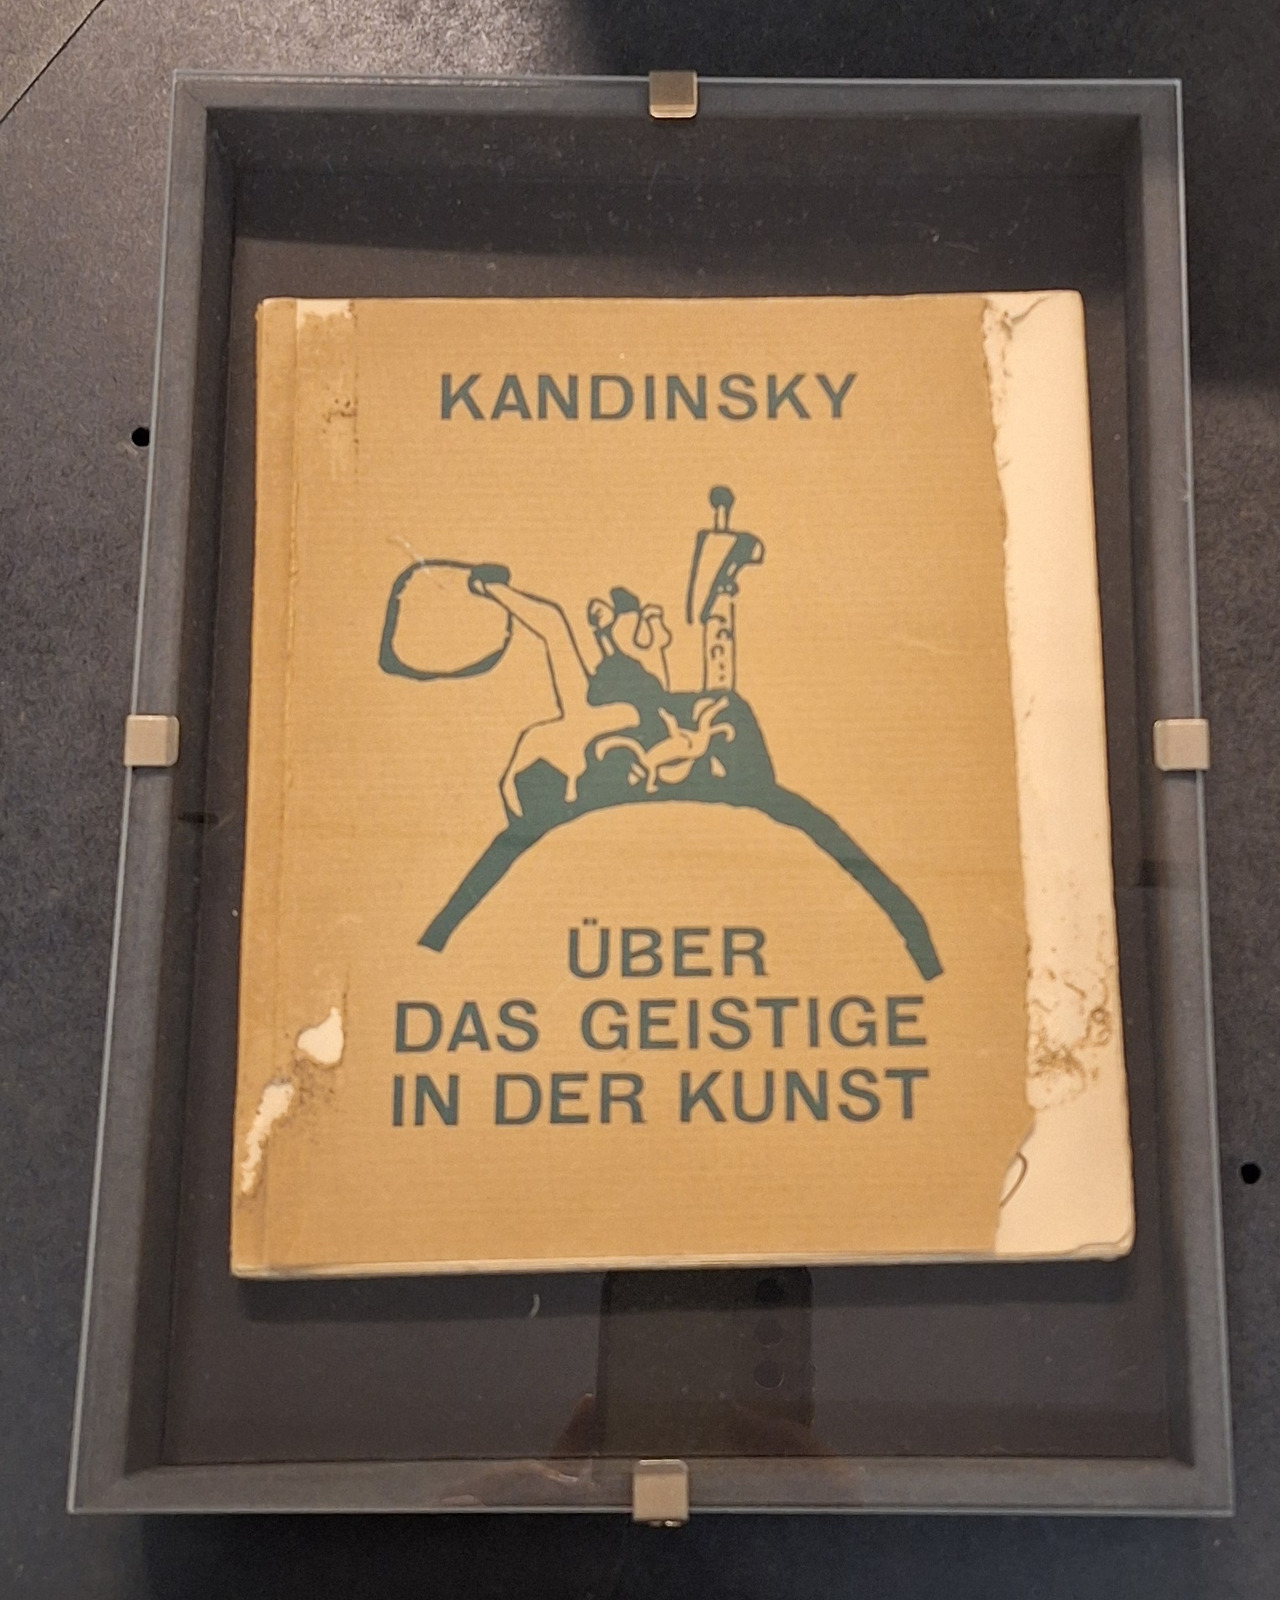 KANDINSKY
ÜBER
DAS GEISTIGE
IN DER KUNST